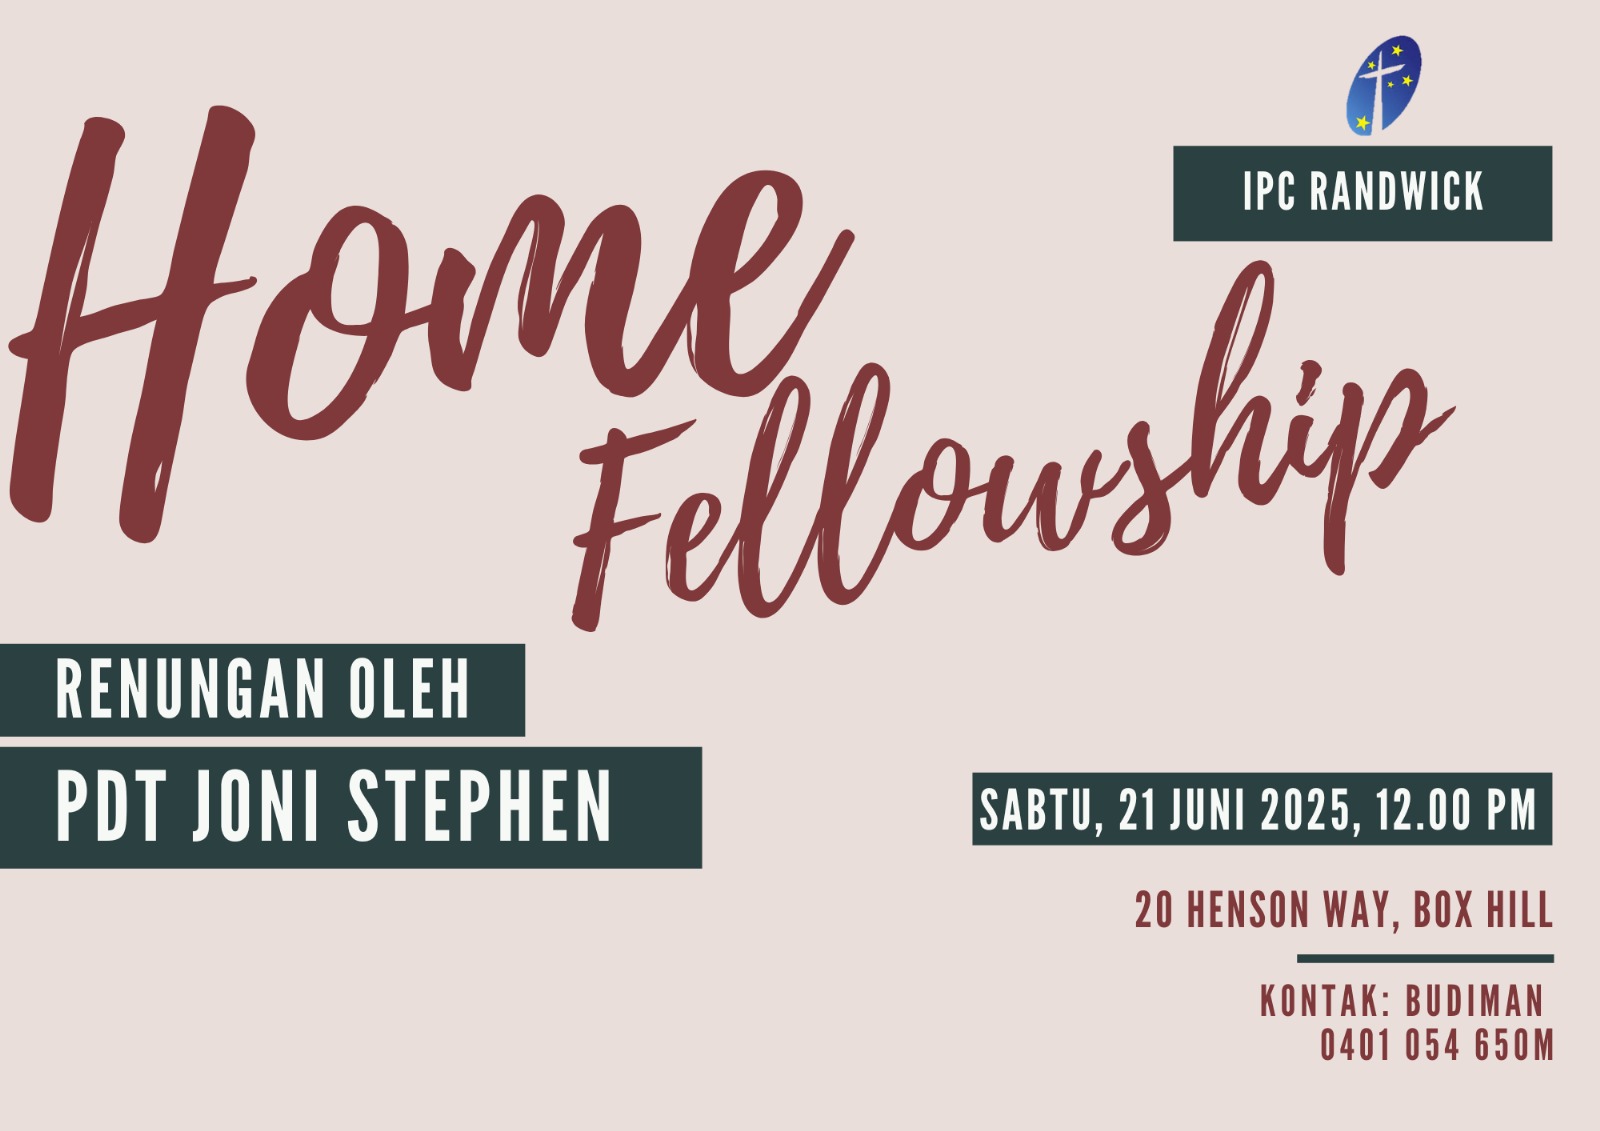 IPC RANDWICK
Home
Fellowship
RENUNGAN OLEH
PDT JONI STEPHEN
SABTU, 21 JUNI 2025, 12.00 PM
20 HENSON WAY, BOX HILL
KONTAK: BUDIMAN
0401 054 650M